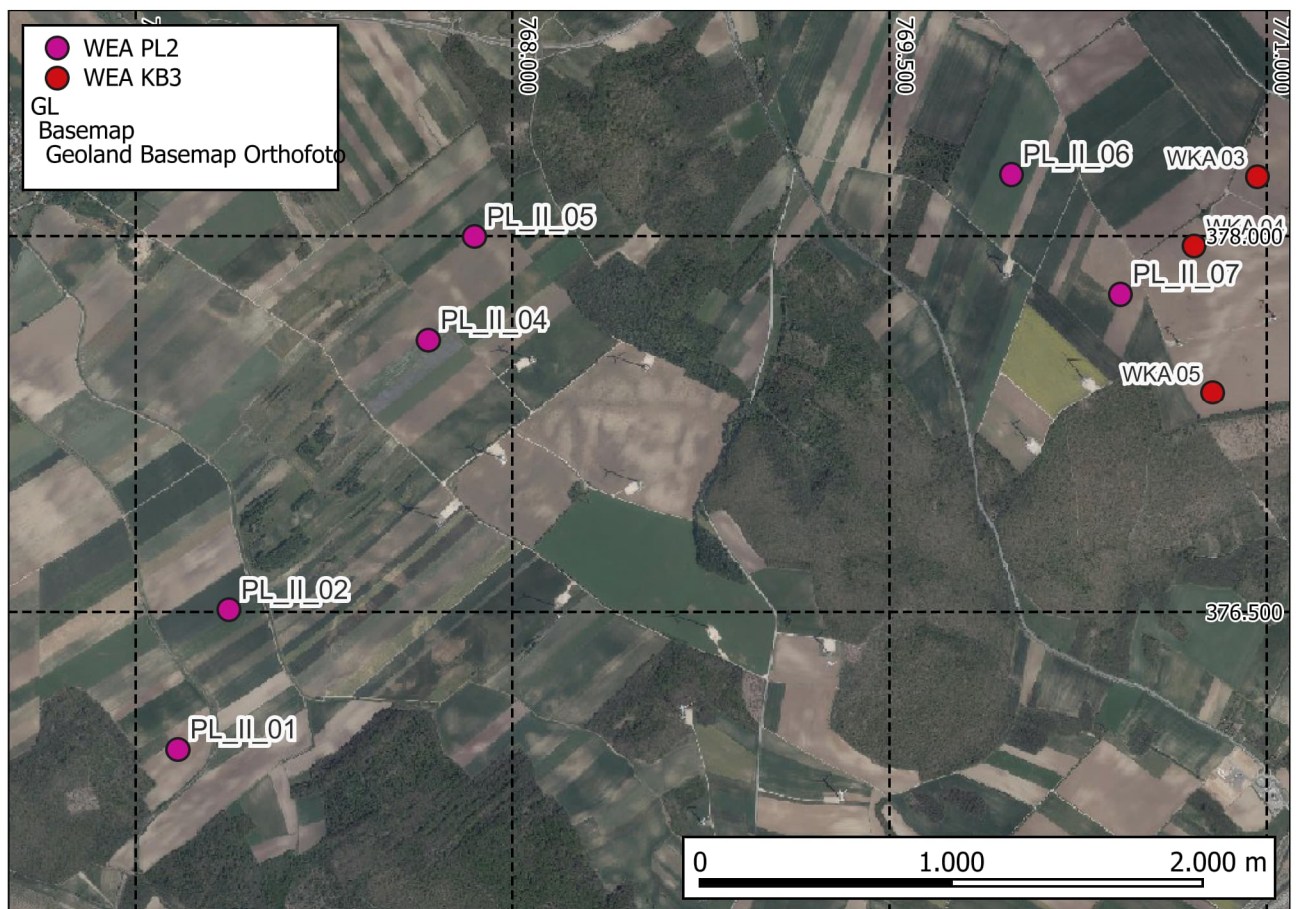 WEA PL2
WEA KB3
GL
Basemap
Geoland Basemap Orthofoto
768.000
769.500
771.000
PL_II_06
WKA 03
PL_II_05
378.000
PL_II_07
PL_II_04
WKA 05
PL_II_02
376.500
PL_II_01
0 1.000 2.000 m